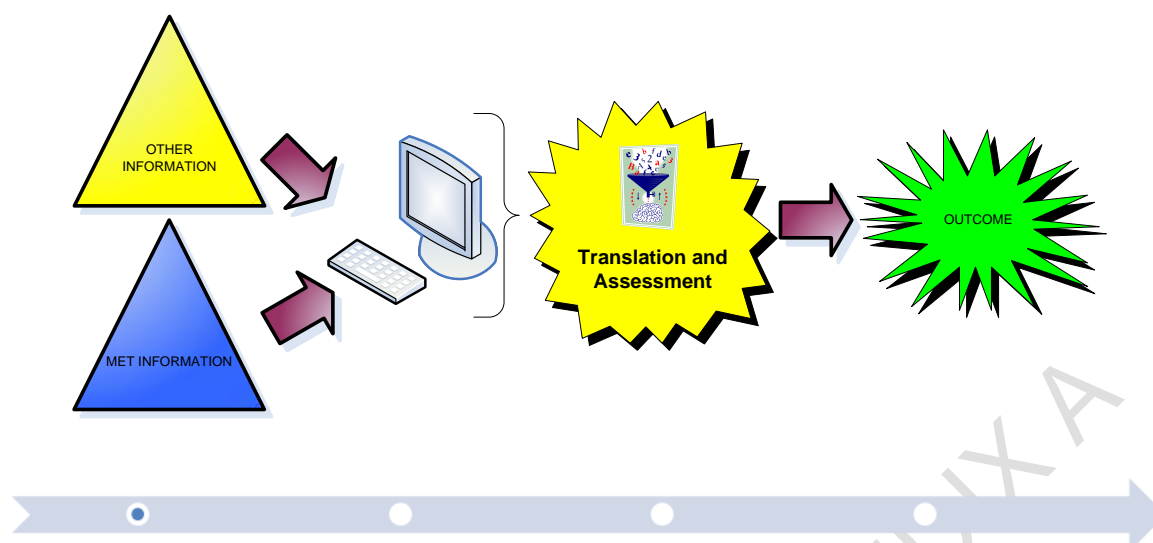 OTHER
INFORMATION
MET INFORMATION
Translation and
Assessment
OUTCOME